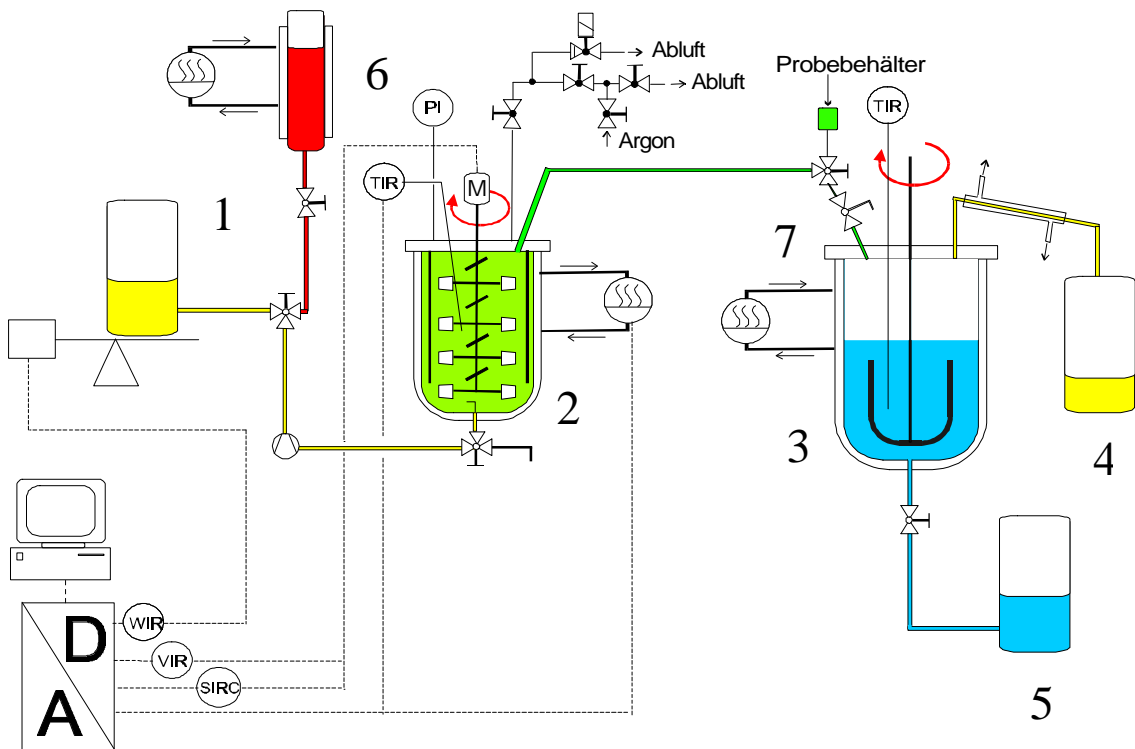 Abluft
6
Probebehälter
Abluft
PI
TIR
Argon
TIR
M
1
7
2
3
4
D
WIR
VIR
SIRC
A
5